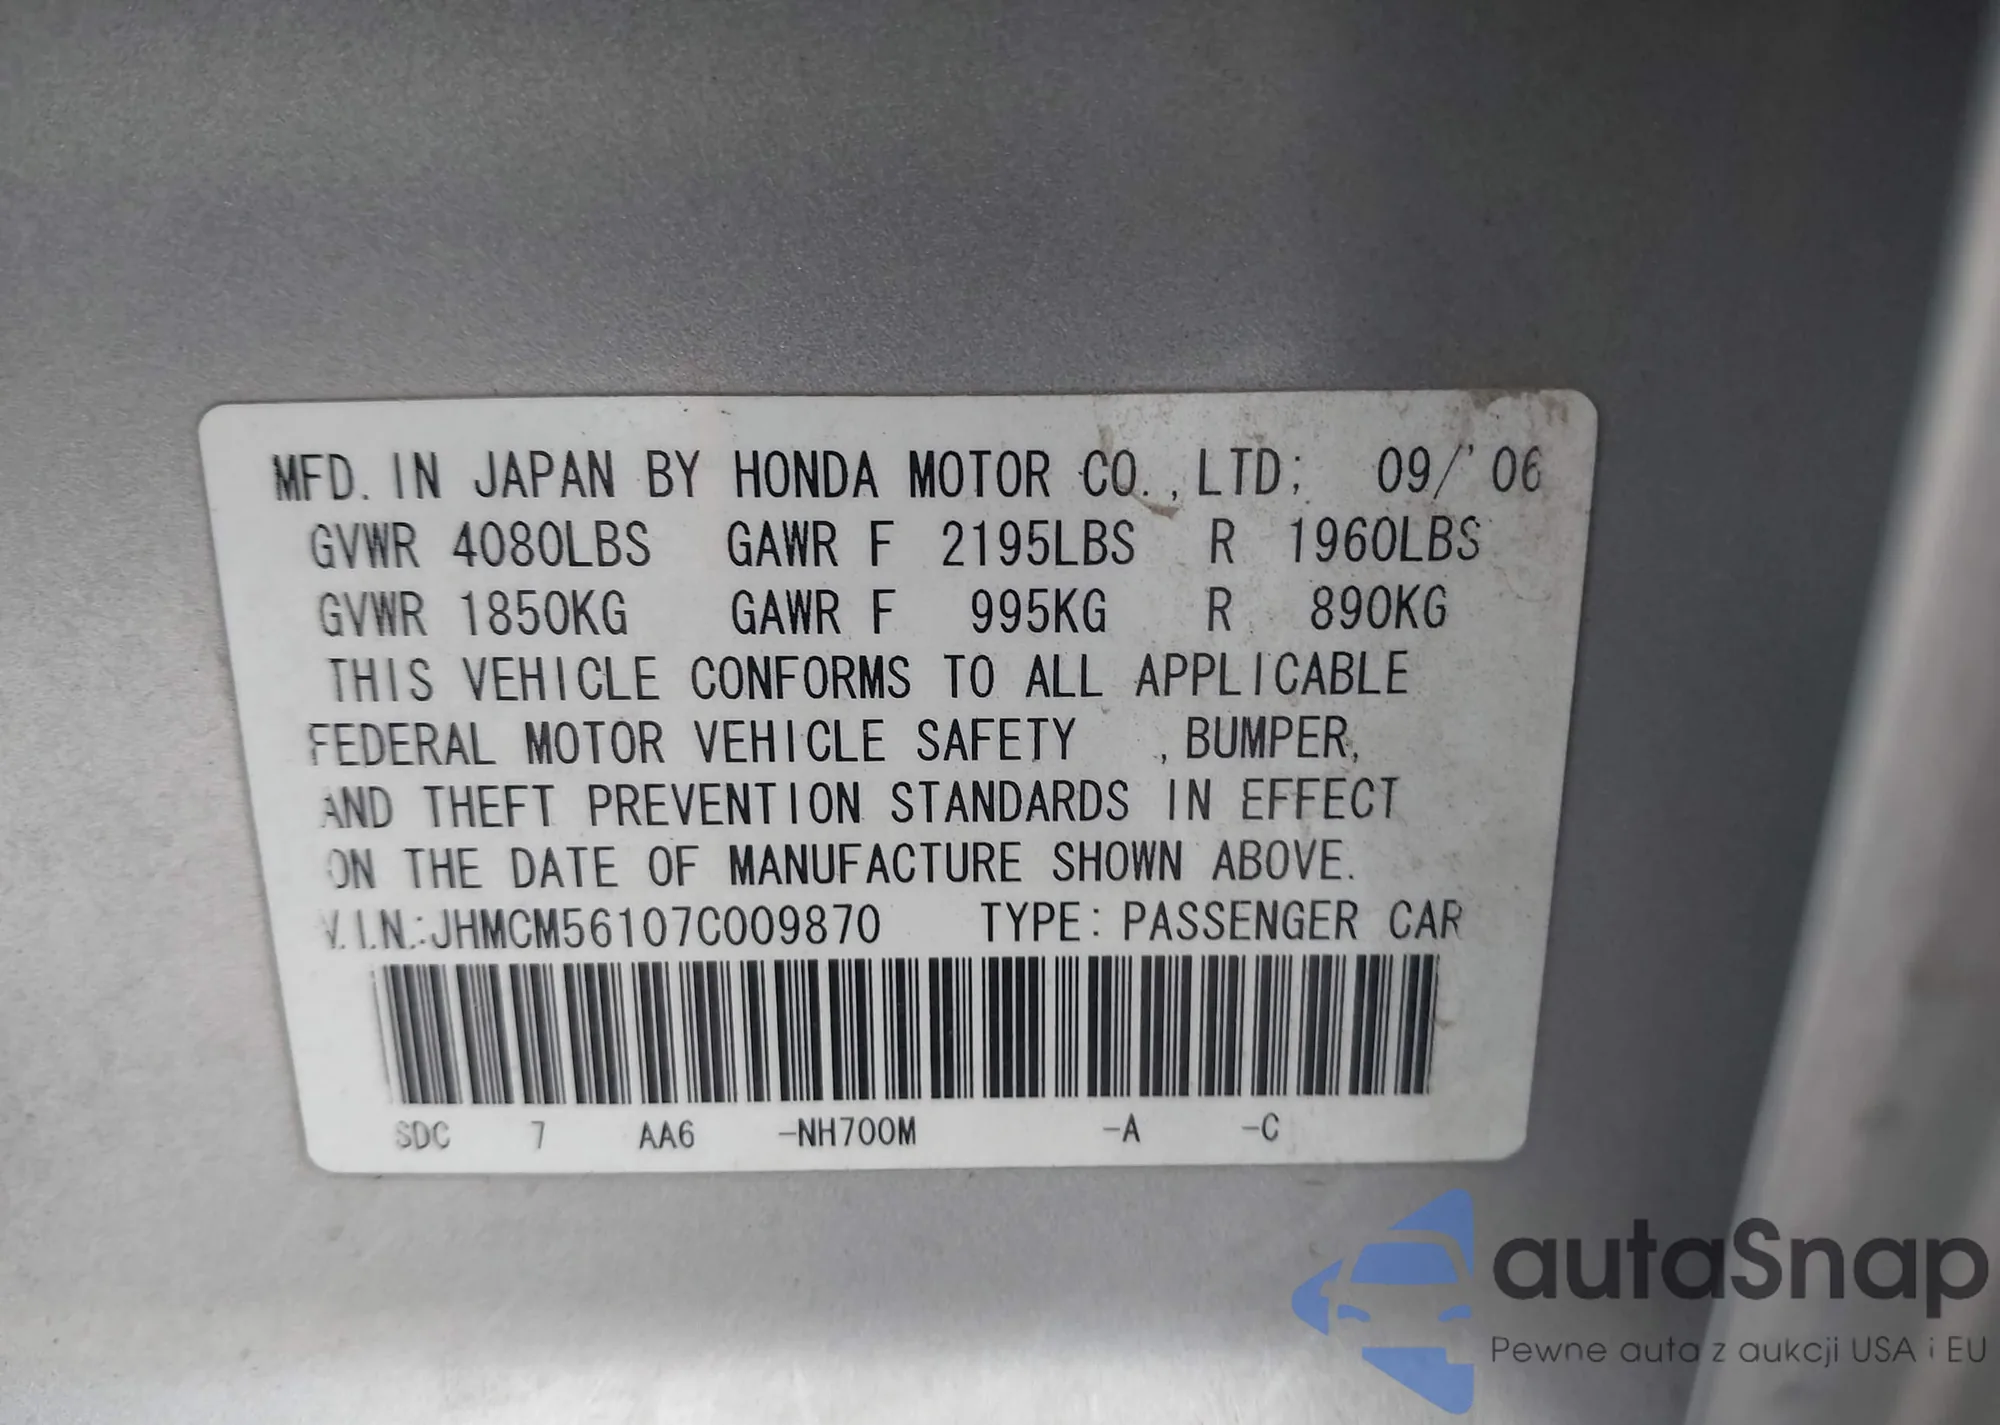 MFD. IN JAPAN BY HONDA MOTOR CO., LTD; 09/'06
GVWR 4080LBS GAWR F 2195LBS R 1960LBS
GVWR 1850KG GAWR F 995KG R 890KG
THIS VEHICLE CONFORMS TO ALL APPLICABLE
FEDERAL MOTOR VEHICLE SAFETY , BUMPER,
AND THEFT PREVENTION STANDARDS IN EFFECT
ON THE DATE OF MANUFACTURE SHOWN ABOVE.
V.I.N.:JHMCM56107C009870 TYPE: PASSENGER CAR
SDC 7 AA6 -NH700M -A -C
autaSnap
Pewne auta z aukcji USA i EU